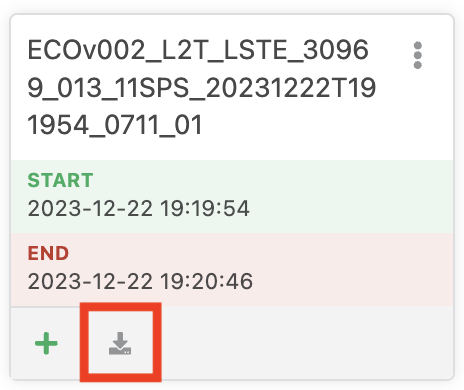 ECOv002_L2T_LSTE_3096
9_013_11SPS_20231222T19
1954_0711_01
START
2023-12-22 19:19:54
END
2023-12-22 19:20:46